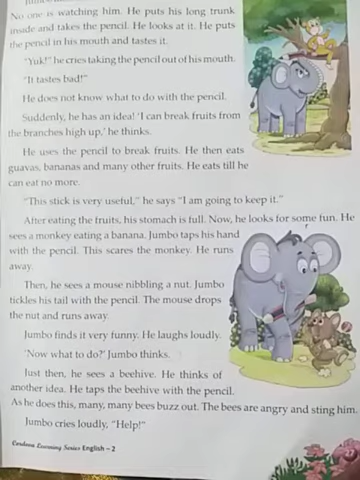 No one is watching him. He puts his long trunk
inside and takes the pencil. He looks at it. He puts
the pencil in his mouth and tastes it.
"Yuk!" he cries taking the pencil out of his mouth.
"It tastes bad!"
He does not know what to do with the pencil.
Suddenly, he has an idea! 'I can break fruits from
the branches high up,' he thinks.
He uses the pencil to break fruits. He then eats
guavas, bananas and many other fruits. He eats till he
can eat no more.
"This stick is very useful," he says "I am going to keep it."
After eating the fruits, his stomach is full. Now, he looks for some fun. He
sees a monkey eating a banana. Jumbo taps his hand
with the pencil. This scares the monkey. He runs
away.
Then, he sees a mouse nibbling a nut. Jumbo
tickles his tail with the pencil. The mouse drops
the nut and runs away.
Jumbo finds it very funny. He laughs loudly.
'Now what to do?' Jumbo thinks.
Just then, he sees a beehive. He thinks of
another idea. He taps the beehive with the pencil.
As he does this, many, many bees buzz out. The bees are angry and sting him.
Jumbo cries loudly, "Help!"
Cordova Learning Series English – 2